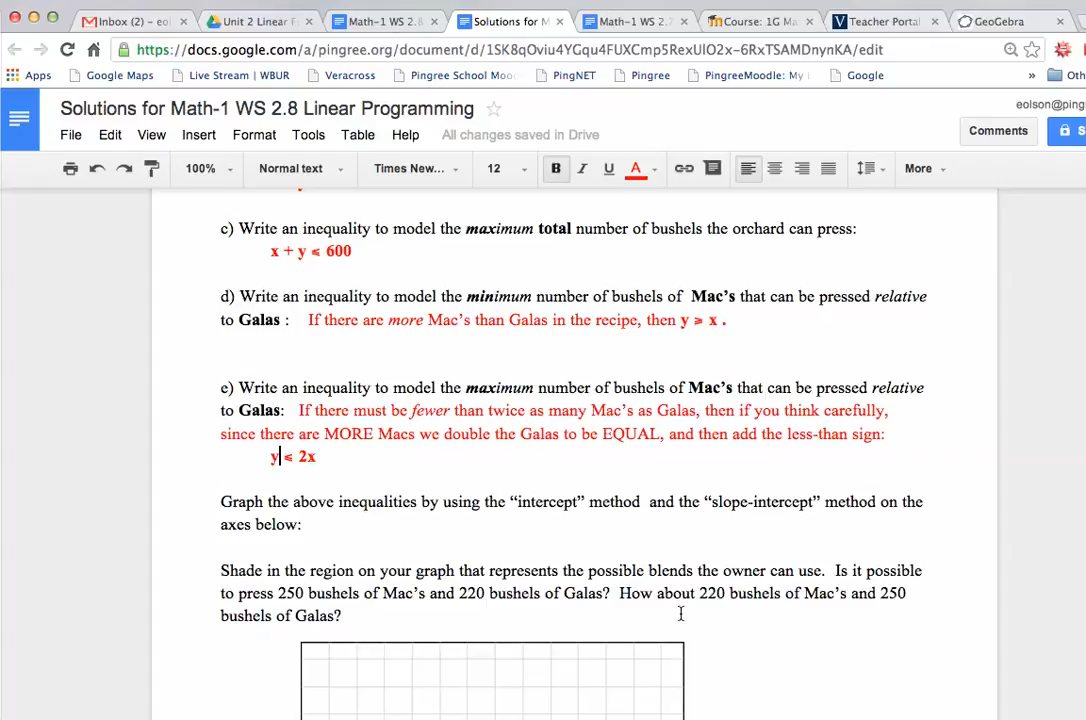 Inbox (2) – eol
Unit 2 Linear F
Math-1 WS 2.8
Solutions for M
Math-1 WS 2.7
Course: 1G Ma
Teacher Portal
GeoGebra
https://docs.google.com/a/pingree.org/document/d/1SK8qOviu4YGqu4FUXCmp5RexUlO2x-6RxTSAMDnynKA/edit
Apps Google Maps Live Stream | WBUR Veracross Pingree School Moo... PingNET Pingree PingreeMoodle: My i Google » Oth
Solutions for Math-1 WS 2.8 Linear Programming
eolson@ping
File Edit View Insert Format Tools Table Help All changes saved in Drive
Comments
S
100% Normal text Times New... 12 B I U A More
c) Write an inequality to model the maximum total number of bushels the orchard can press:
x + y ⩽ 600
d) Write an inequality to model the minimum number of bushels of Mac's that can be pressed relative
to Galas : If there are more Mac's than Galas in the recipe, then y ⩾ x .
e) Write an inequality to model the maximum number of bushels of Mac's that can be pressed relative
to Galas: If there must be fewer than twice as many Mac's as Galas, then if you think carefully,
since there are MORE Macs we double the Galas to be EQUAL, and then add the less-than sign:
y ⩽ 2x
Graph the above inequalities by using the “intercept” method and the “slope-intercept” method on the
axes below:
Shade in the region on your graph that represents the possible blends the owner can use. Is it possible
to press 250 bushels of Mac's and 220 bushels of Galas? How about 220 bushels of Mac's and 250
bushels of Galas?